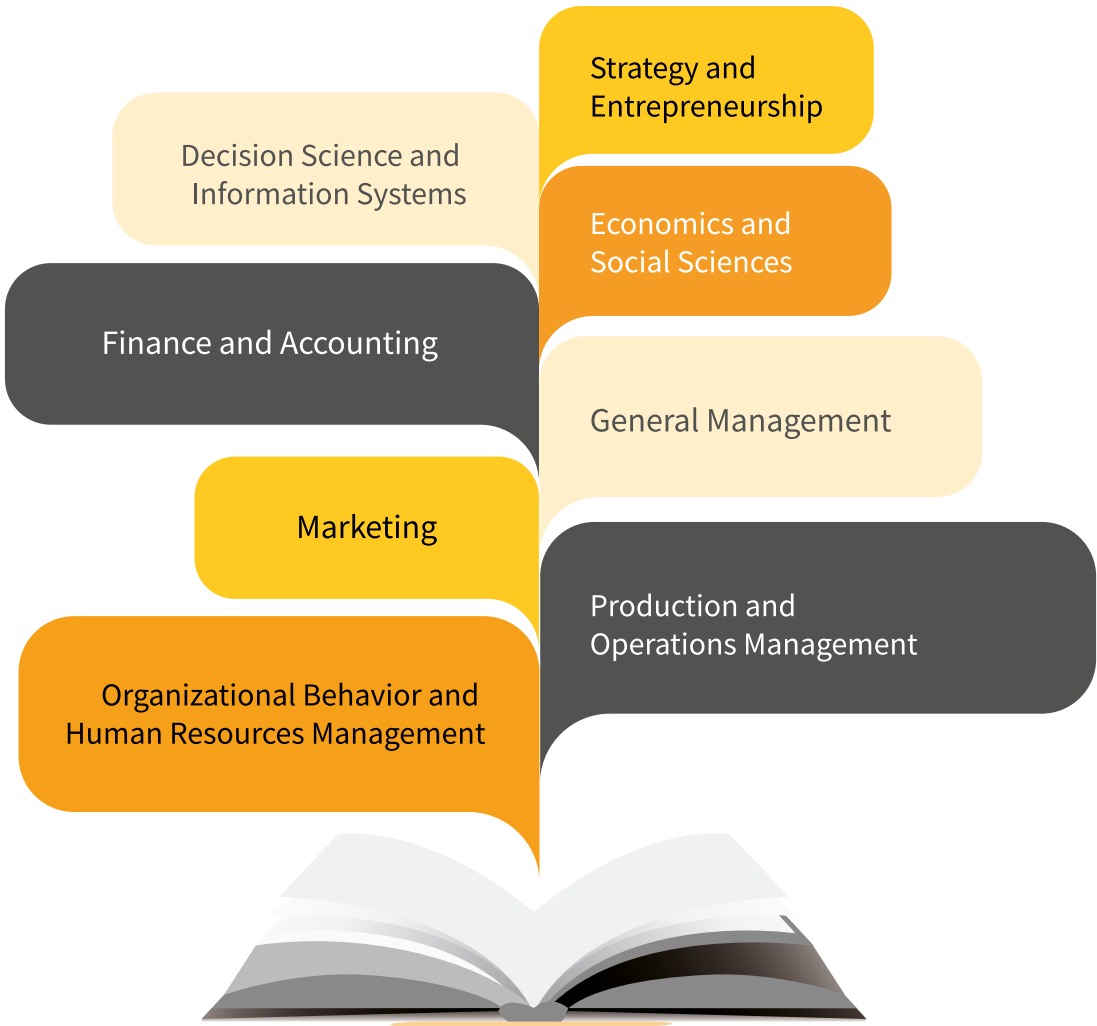 Strategy and
Entrepreneurship
Decision Science and
Information Systems
Economics and
Social Sciences
Finance and Accounting
General Management
Marketing
Production and
Operations Management
Organizational Behavior and
Human Resources Management